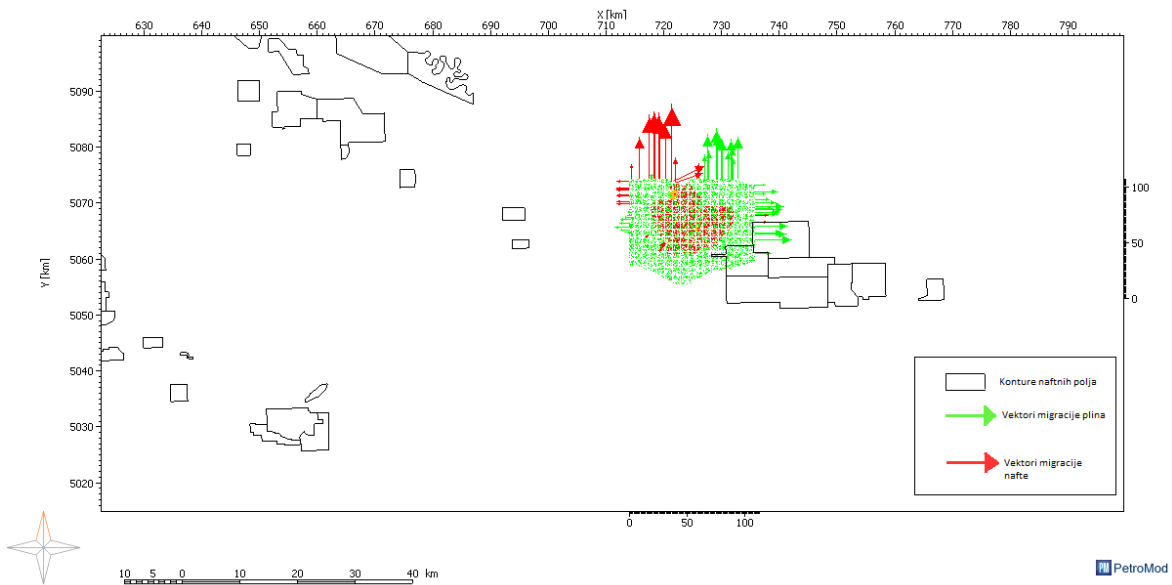 X [km]
630 640 650 660 670 680 690 700 710 720 730 740 750 760 770 780 790
Y [km]
5090
5080
5070
5060
5050
5040
5030
5020
100
50
0
Konture naftnih polja
Vektori migracije plina
Vektori migracije
nafte
0 50 100
10 5 0 10 20 30 40 km
PM PetroMod